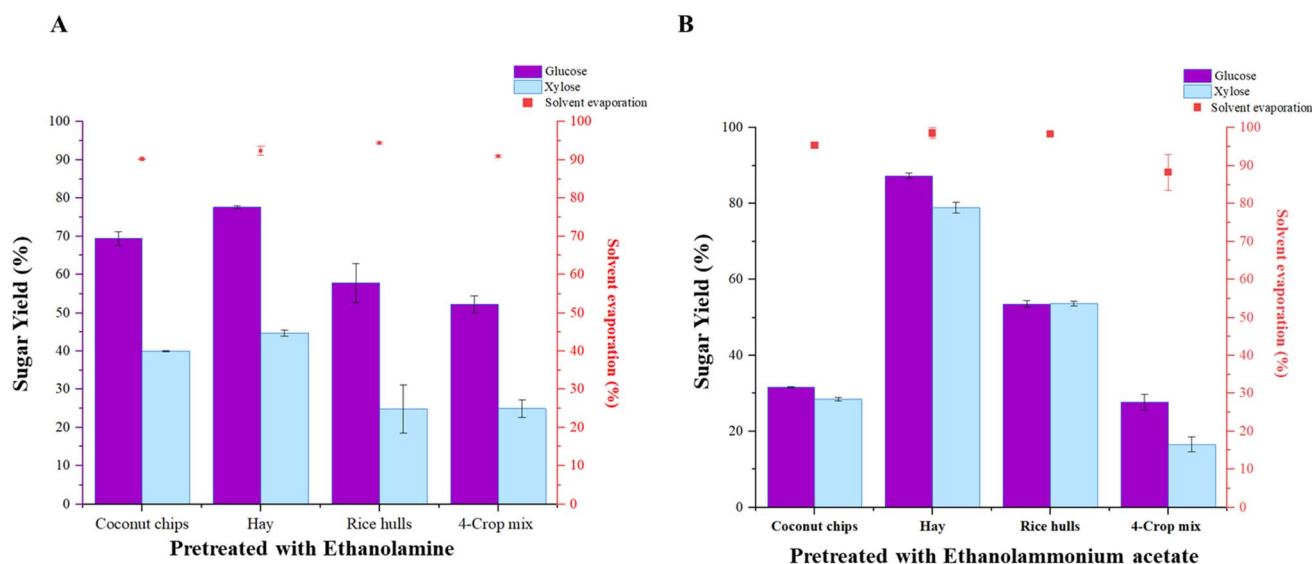 A
Glucose
Xylose
Solvent evaporation
100
90
80
70
60
50
40
30
20
10
0
Sugar Yield (%)
100
90
80
70
60
50
40
30
20
10
0
Solvent evaporation (%)
Coconut chips Hay Rice hulls 4-Crop mix
Pretreated with Ethanolamine
B
Glucose
Xylose
Solvent evaporation
100
80
60
40
20
0
Sugar Yield (%)
100
90
80
70
60
50
40
30
20
10
0
Solvent evaporation
(%)
Coconut chips Hay Rice hulls 4-Crop mix
Pretreated with Ethanolammonium acetate